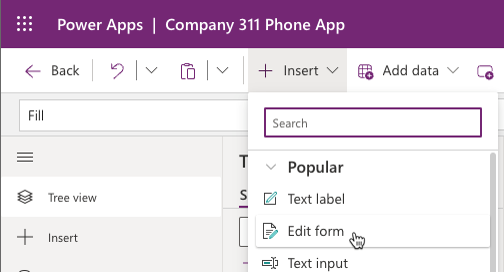 Power Apps | Company 311 Phone App
Back
Insert
Add data
Fill
Search
Popular
Tree view
Text label
Edit form
Insert
Text input